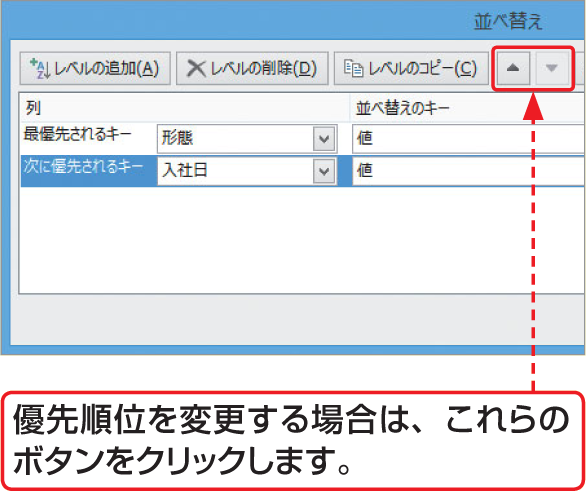 並べ替え
レベルの追加(A) レベルの削除(D) レベルのコピー(C)
列 並べ替えのキー
最優先されるキー 形態 値
次に優先されるキー 入社日 値
優先順位を変更する場合は、これらの
ボタンをクリックします。